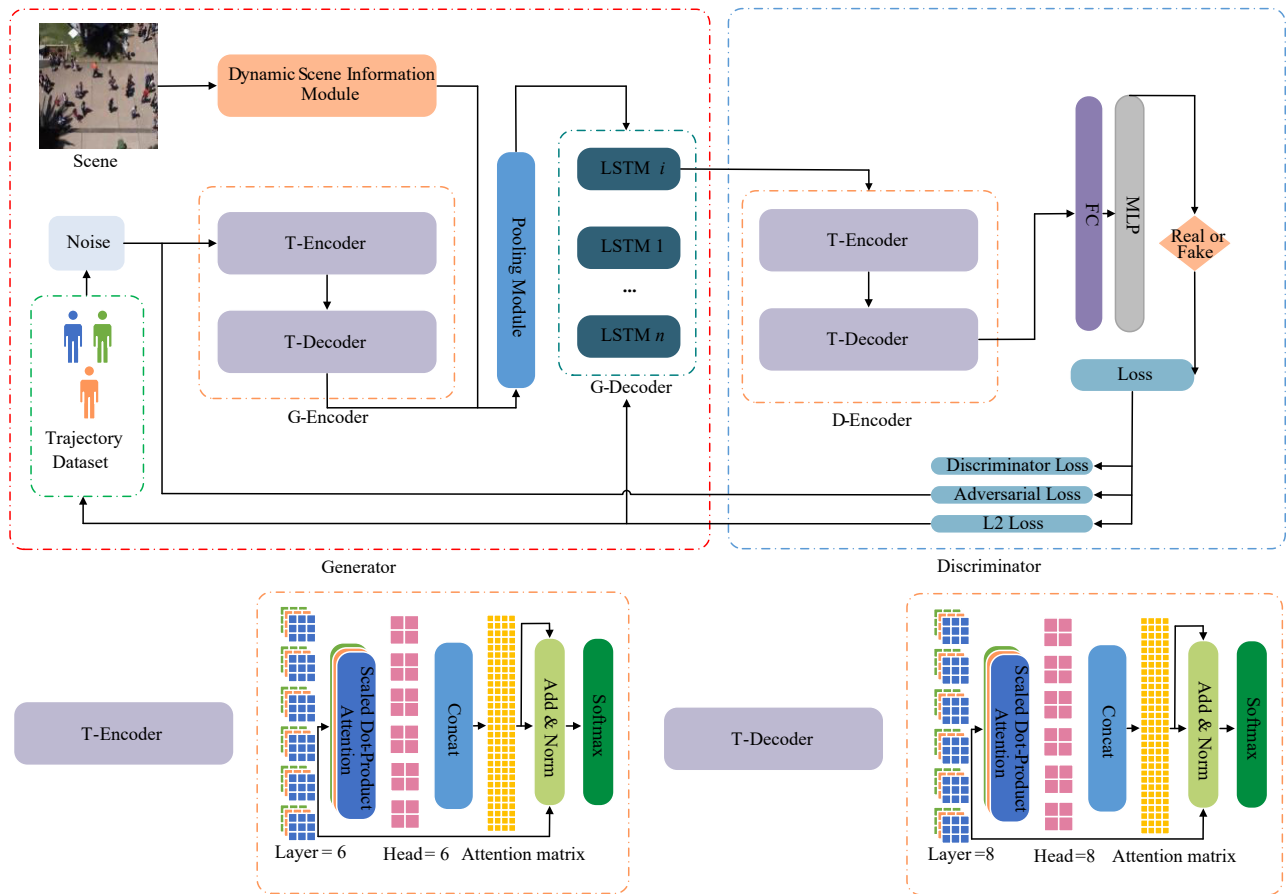 Scene
Dynamic Scene Information
Module
Noise
Trajectory
Dataset
T-Encoder
T-Decoder
G-Encoder
Pooling Module
LSTM i
LSTM 1
...
LSTM n
G-Decoder
T-Encoder
T-Decoder
D-Encoder
FC
MLP
Real or
Fake
Loss
Discriminator Loss
Adversarial Loss
L2 Loss
Generator
Discriminator
T-Encoder
Scaled Dot-Product
Attention
Concat
Add & Norm
Softmax
Layer = 6
Head = 6
Attention matrix
T-Decoder
Scaled Dot-Product
Attention
Concat
Add & Norm
Softmax
Layer =8
Head=8
Attention matrix